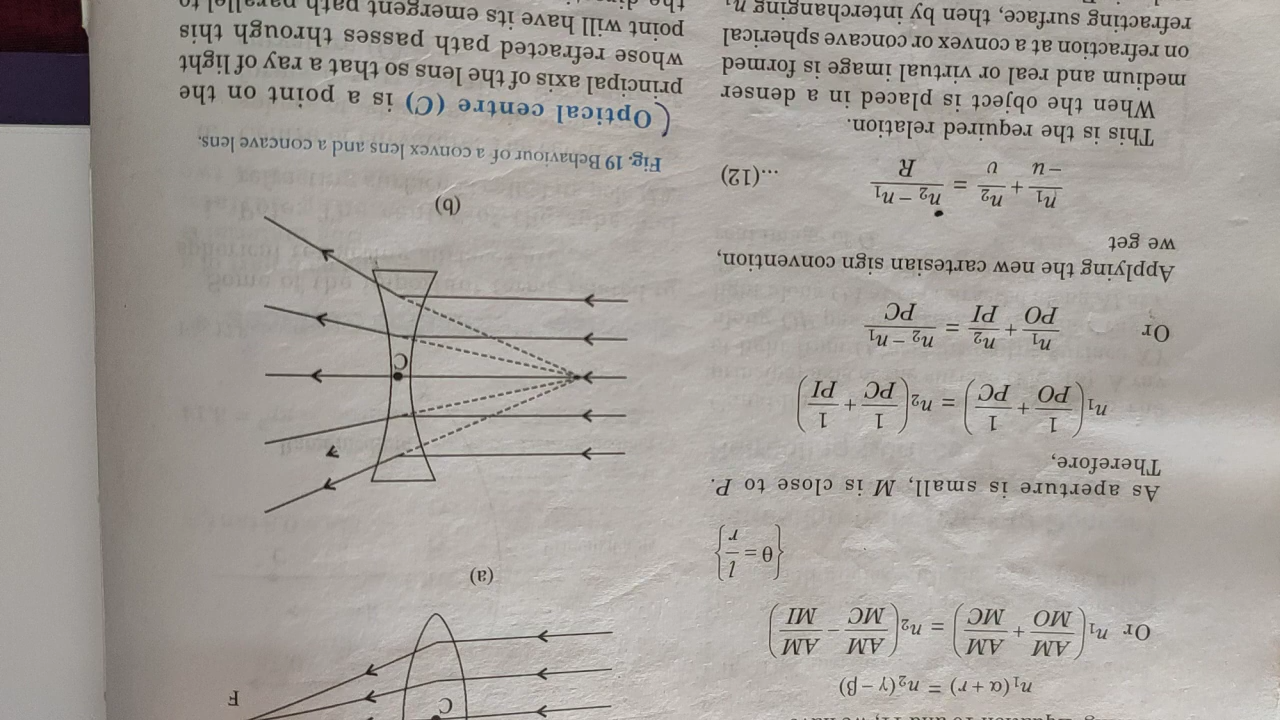 n₁(α + r) = n₂(γ – β)
Or n₁(AM/MO + AM/MC) = n₂(AM/MC – AM/MI)
{θ = l/r}
As aperture is small, M is close to P.
Therefore,
n₁(1/PO + 1/PC) = n₂(1/PC + 1/PI)
Or n₁/PO + n₂/PI = n₂ – n₁/PC
Applying the new cartesian sign convention,
we get
n₁/–u + n₂/v = n₂ – n₁/R ...(12)
This is the required relation.
When the object is placed in a denser
medium and real or virtual image is formed
on refraction at a convex or concave spherical
refracting surface, then by interchanging n₁
C
F
(a)
C
(b)
Fig. 19 Behaviour of a convex lens and a concave lens.
(Optical centre (C) is a point on the
principal axis of the lens so that a ray of light
whose refracted path passes through this
point will have its emergent path parallel to
the